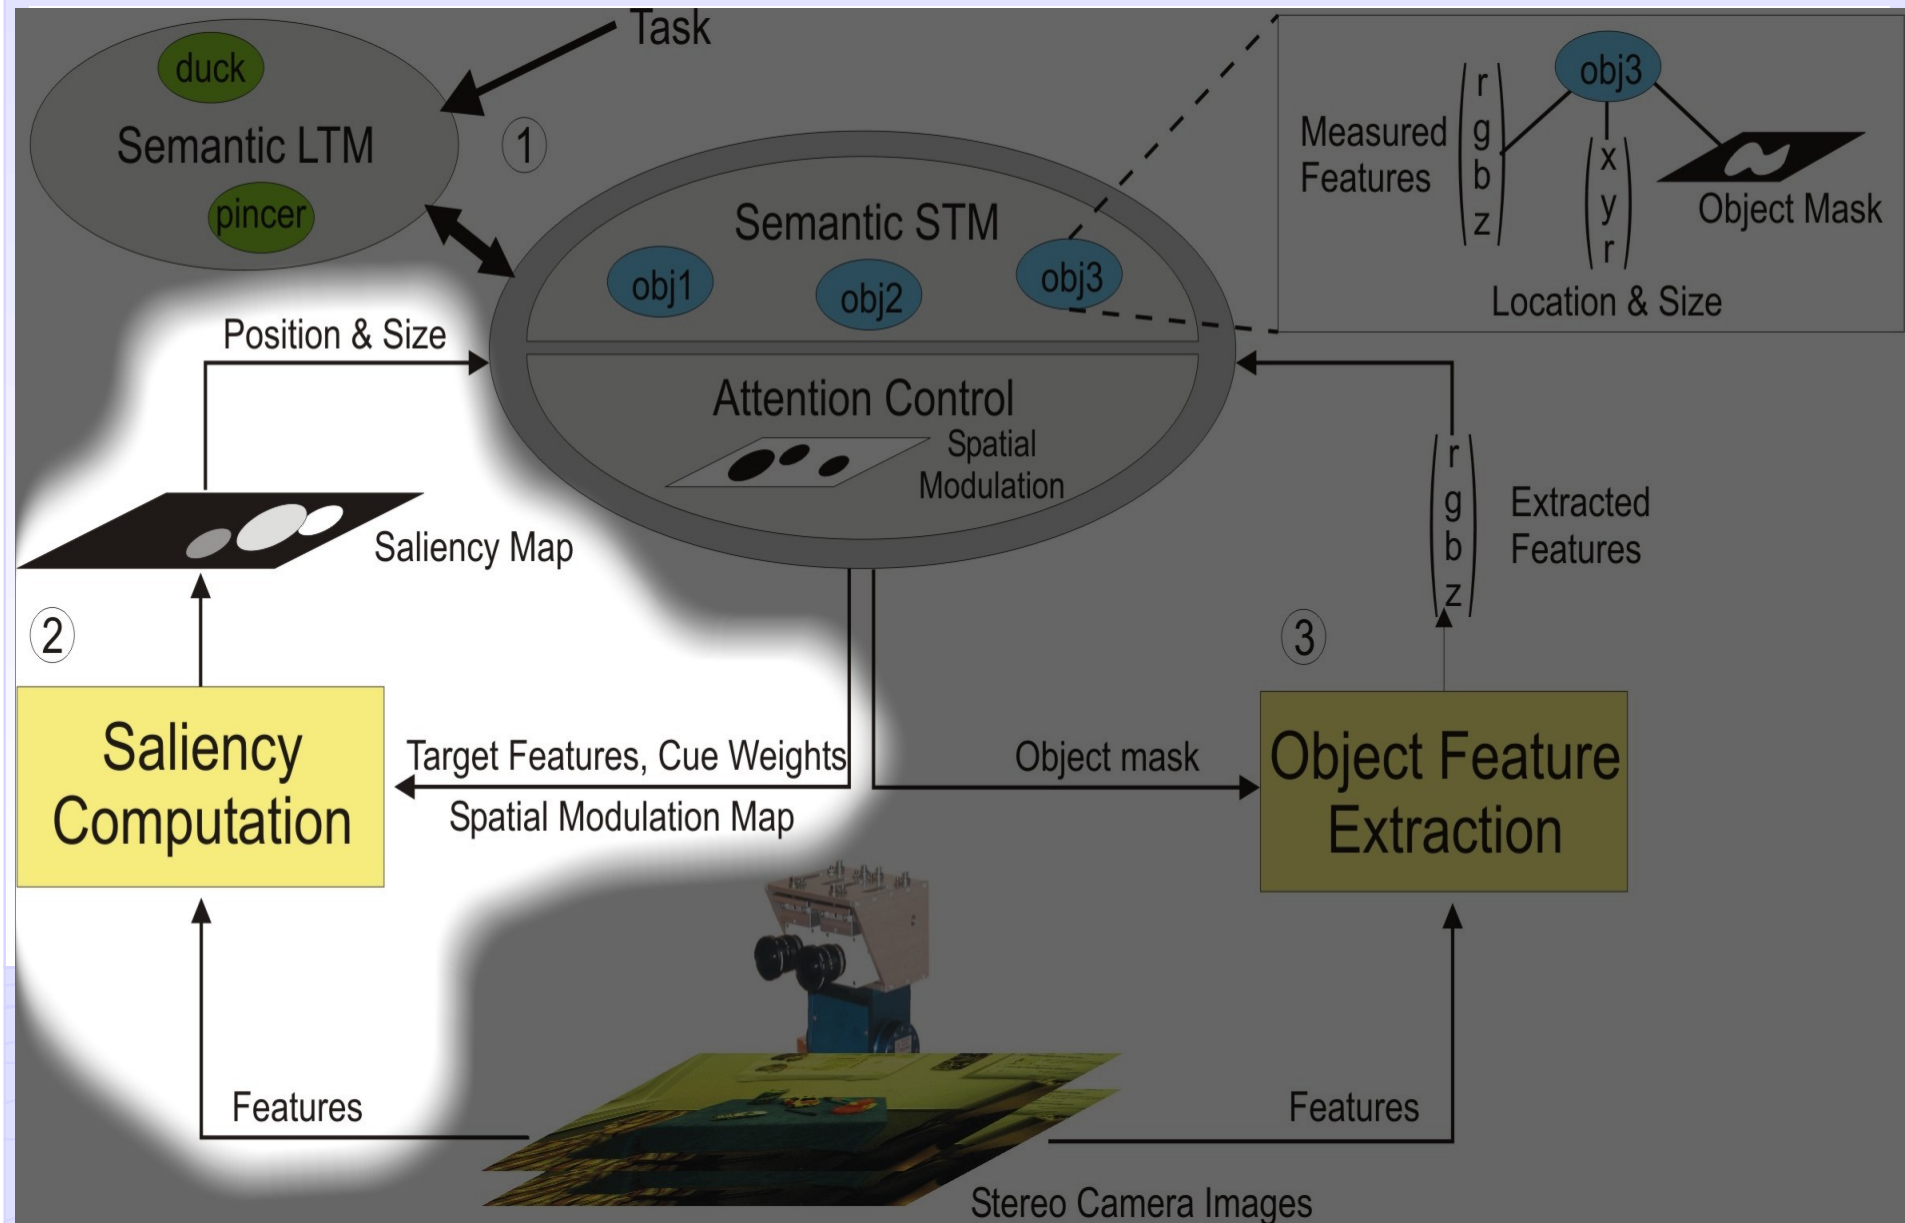 Task
duck
Semantic LTM
pincer
1
Semantic STM
obj1
obj2
obj3
Attention Control
Spatial
Modulation
obj3
Measured
Features
r
g
b
z
x
y
r
Object Mask
Location & Size
Position & Size
Saliency Map
2
Saliency
Computation
Target Features, Cue Weights
Spatial Modulation Map
Object mask
r
g
b
z
Extracted
Features
3
Object Feature
Extraction
Features
Features
Stereo Camera Images